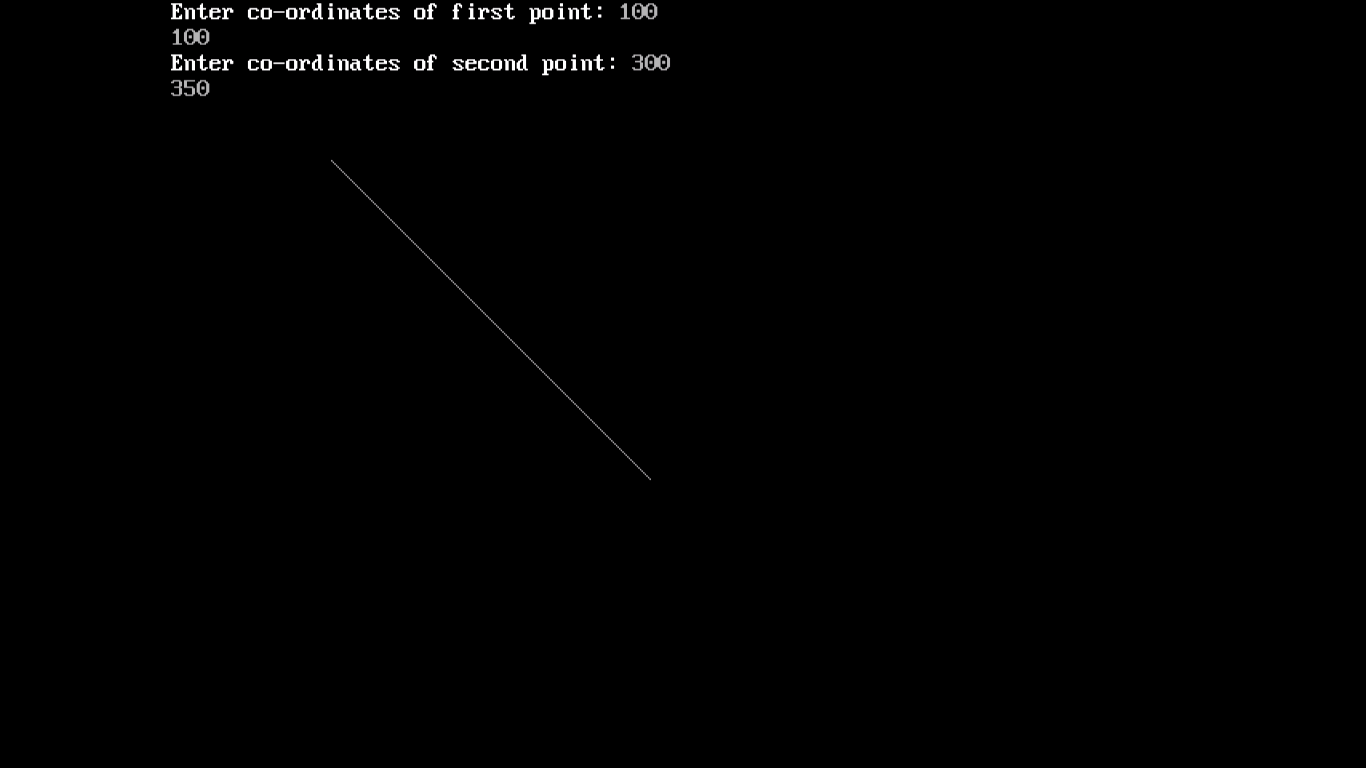 Enter co-ordinates of first point: 100
100
Enter co-ordinates of second point: 300
350